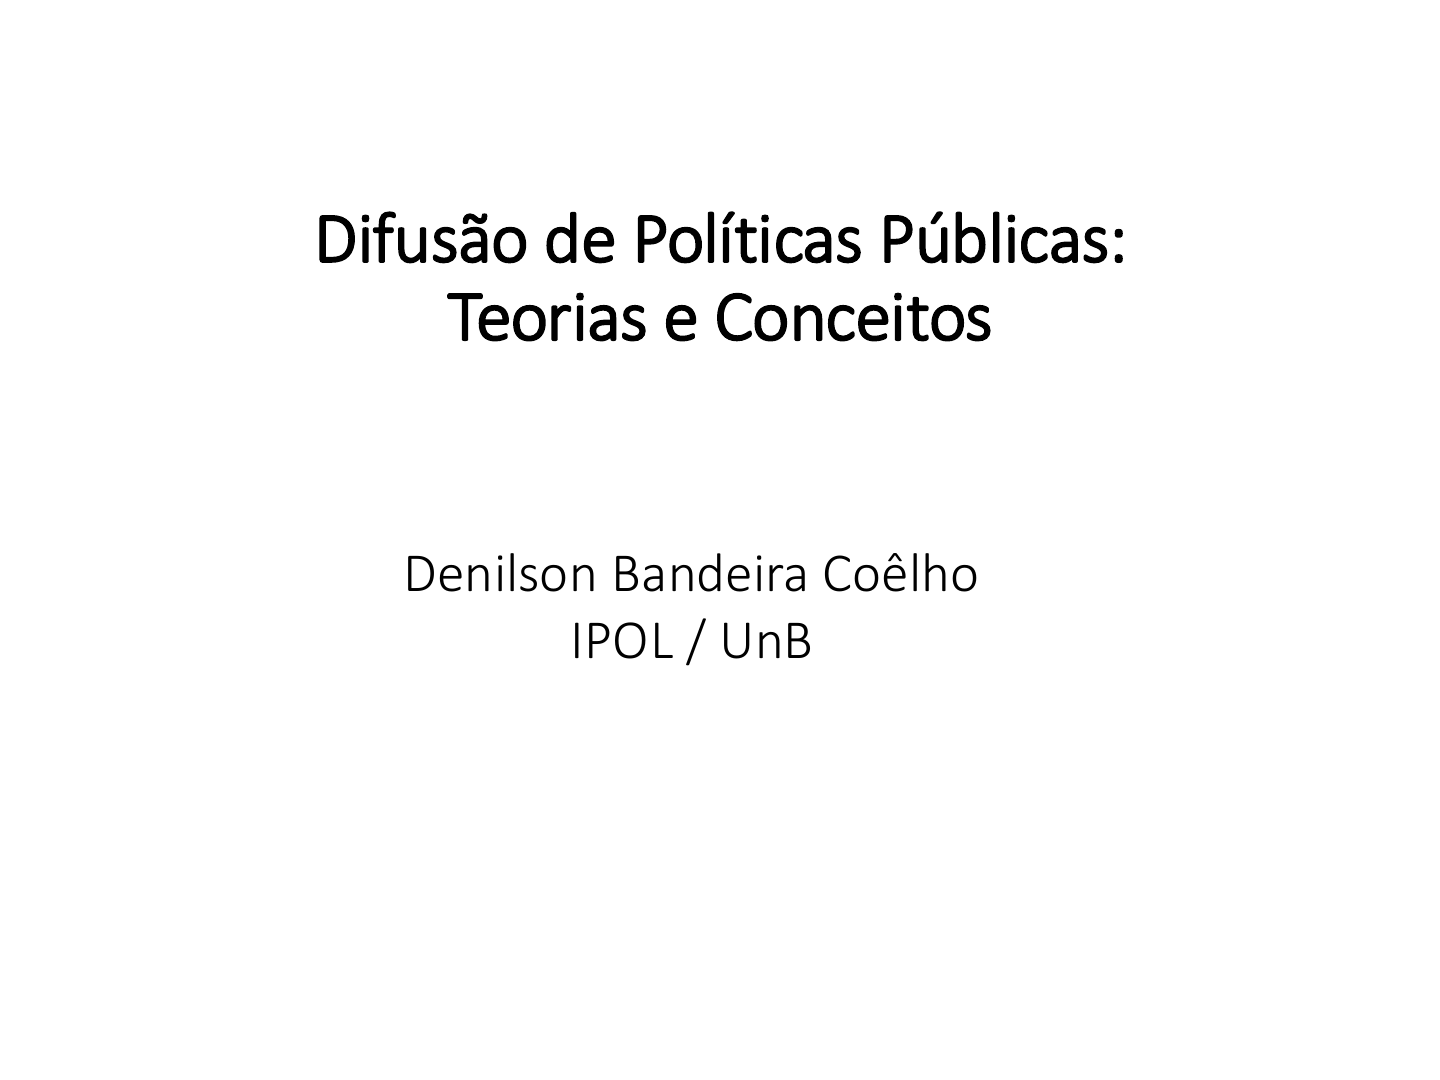 Difusão de Políticas Públicas:
Teorias e Conceitos
Denilson Bandeira Coêlho
IPOL / UnB